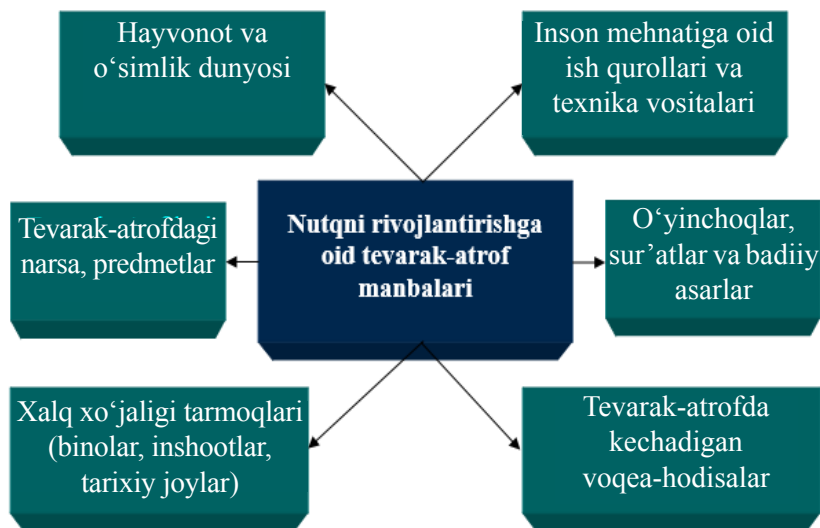 Hayvonot va
o‘simlik dunyosi
Inson mehnatiga oid
ish qurollari va
texnika vositalari
Tevarak-atrofdagi
narsa, predmetlar
Nutqni rivojlantirishga
oid tevarak-atrof
manbalari
O‘yinchoqlar,
sur’atlar va badiiy
asarlar
Xalq xo‘jaligi tarmoqlari
(binolar, inshootlar,
tarixiy joylar)
Tevarak-atrofda
kechadigan
voqea-hodisalar